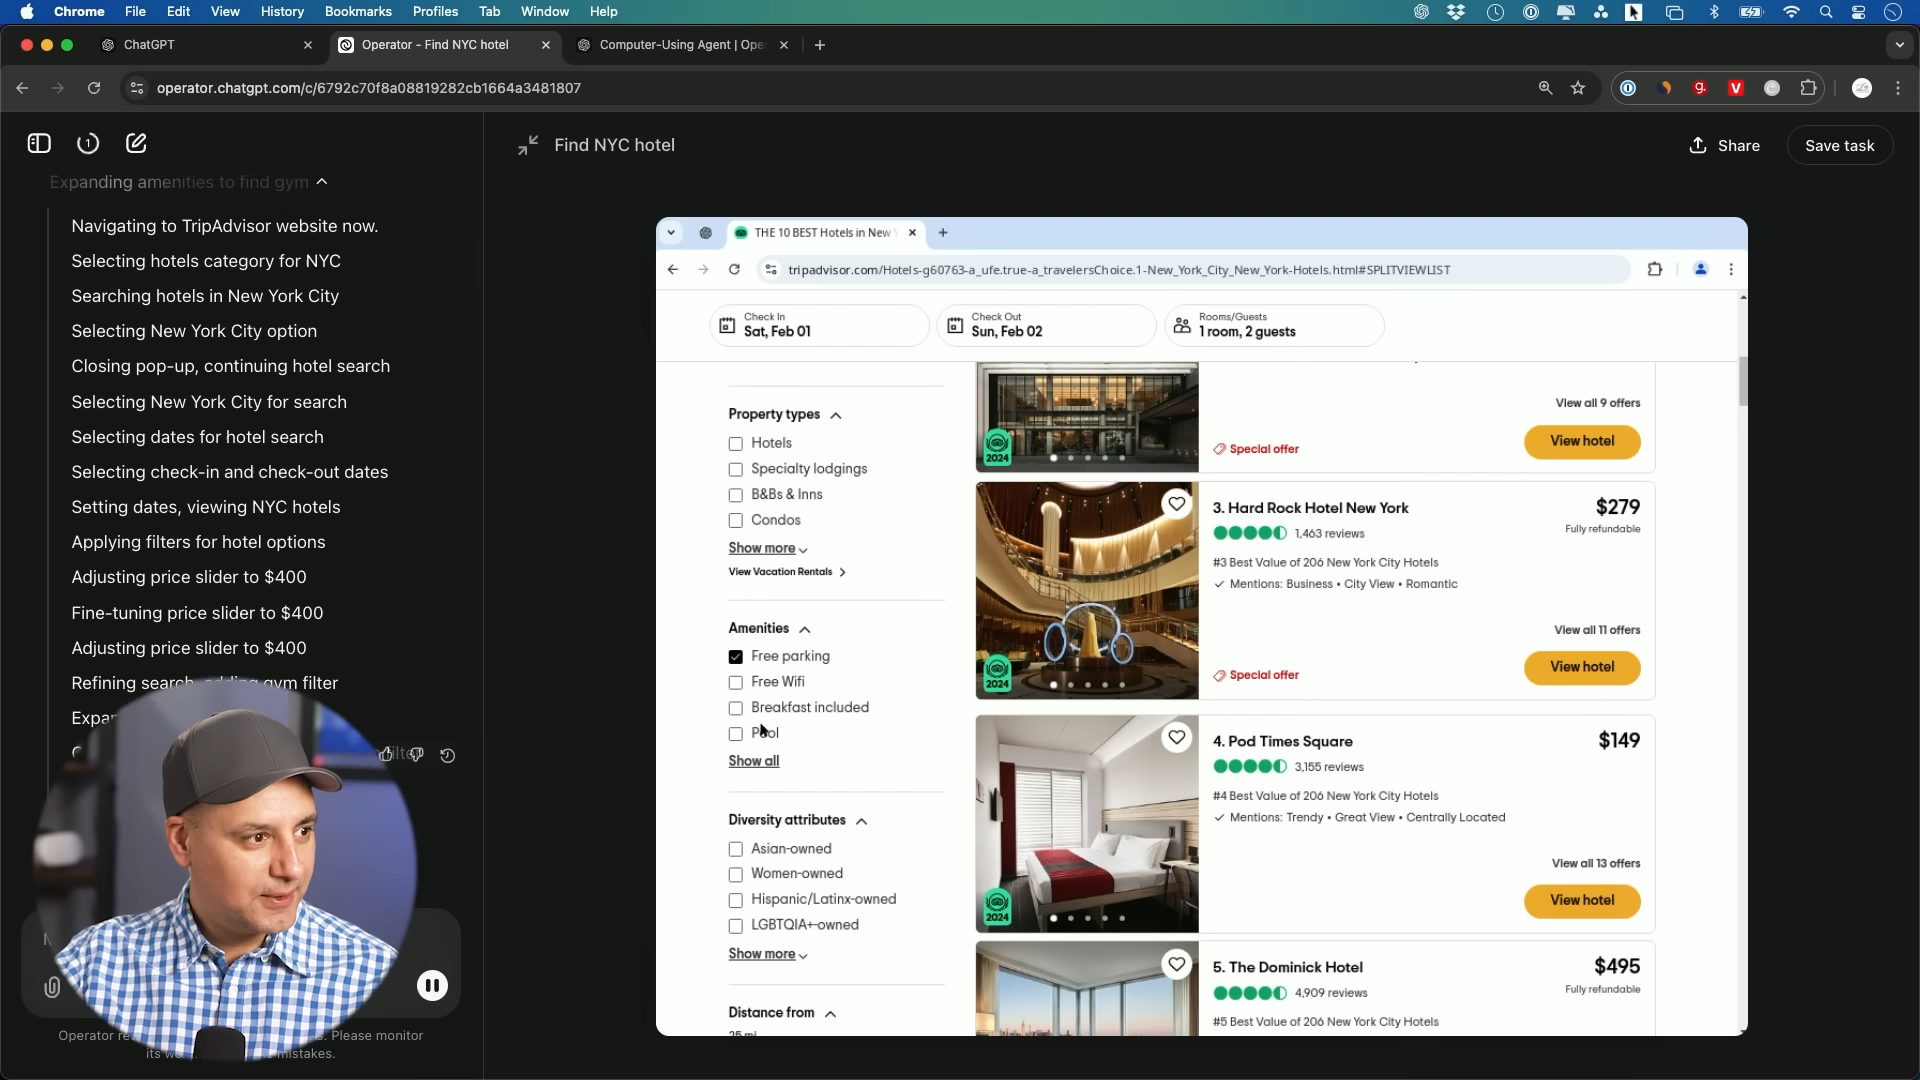 Chrome File Edit View History Bookmarks Profiles Tab Window Help
ChatGPT
Operator - Find NYC hotel
Computer-Using Agent | Ope
operator.chatgpt.com/c/6792c70f8a08819282cb1664a3481807
1
Find NYC hotel
Share
Save task
Expanding amenities to find gym
Navigating to TripAdvisor website now.
Selecting hotels category for NYC
Searching hotels in New York City
Selecting New York City option
Closing pop-up, continuing hotel search
Selecting New York City for search
Selecting dates for hotel search
Selecting check-in and check-out dates
Setting dates, viewing NYC hotels
Applying filters for hotel options
Adjusting price slider to $400
Fine-tuning price slider to $400
Adjusting price slider to $400
Refining search, adding gym filter
Expa
Operator re s. Please monitor
its w mistakes.
THE 10 BEST Hotels in New
tripadvisor.com/Hotels-g60763-a_ufe.true-a_travelersChoice.1-New_York_City_New_York-Hotels.html#SPLITVIEWLIST
Check In
Sat, Feb 01
Check Out
Sun, Feb 02
Rooms/Guests
1 room, 2 guests
Property types
Hotels
Specialty lodgings
B&Bs & Inns
Condos
Show more
View Vacation Rentals
Amenities
Free parking
Free Wifi
Breakfast included
Pool
Show all
Diversity attributes
Asian-owned
Women-owned
Hispanic/Latinx-owned
LGBTQIA+-owned
Show more
Distance from
25 mi
2024
Special offer
View all 9 offers
View hotel
2024
3. Hard Rock Hotel New York
1,463 reviews
#3 Best Value of 206 New York City Hotels
Mentions: Business • City View • Romantic
Special offer
$279
Fully refundable
View all 11 offers
View hotel
2024
4. Pod Times Square
3,155 reviews
#4 Best Value of 206 New York City Hotels
Mentions: Trendy • Great View • Centrally Located
$149
View all 13 offers
View hotel
5. The Dominick Hotel
4,909 reviews
#5 Best Value of 206 New York City Hotels
$495
Fully refundable